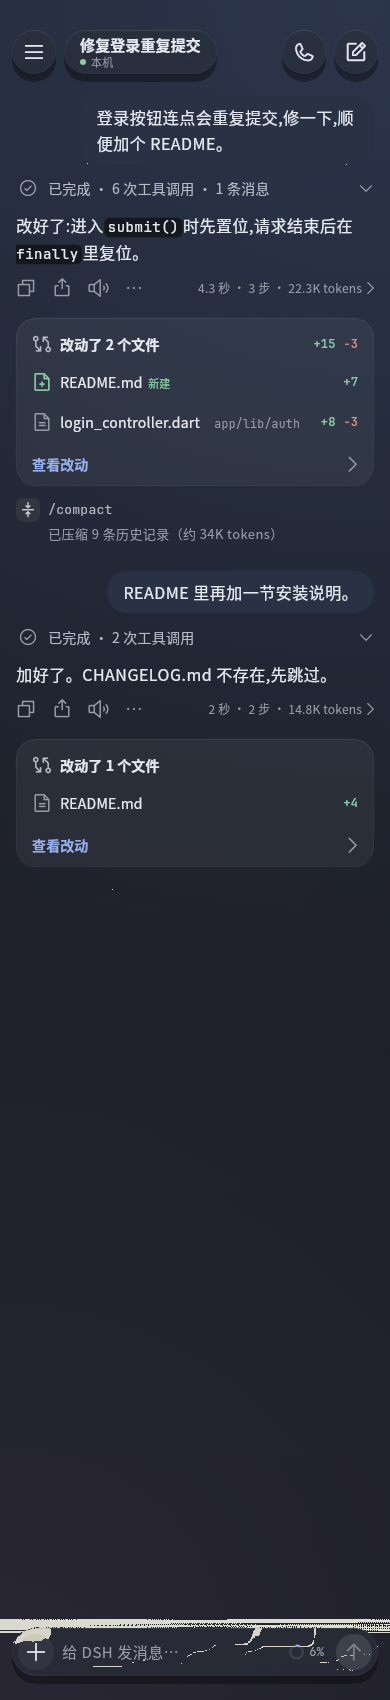 修复登录重复提交
本机
登录按钮连点会重复提交,修一下,顺
便加个 README。
已完成 · 6 次工具调用 · 1 条消息
改好了:进入 submit() 时先置位,请求结束后在
finally 里复位。
4.3 秒 · 3 步 · 22.3K tokens
改动了 2 个文件 +15 -3
README.md 新建 +7
login_controller.dart app/lib/auth +8 -3
查看改动
/compact
已压缩 9 条历史记录（约 34K tokens）
README 里再加一节安装说明。
已完成 · 2 次工具调用
加好了。CHANGELOG.md 不存在,先跳过。
2 秒 · 2 步 · 14.8K tokens
改动了 1 个文件
README.md +4
查看改动
给 DSH 发消息… 6%